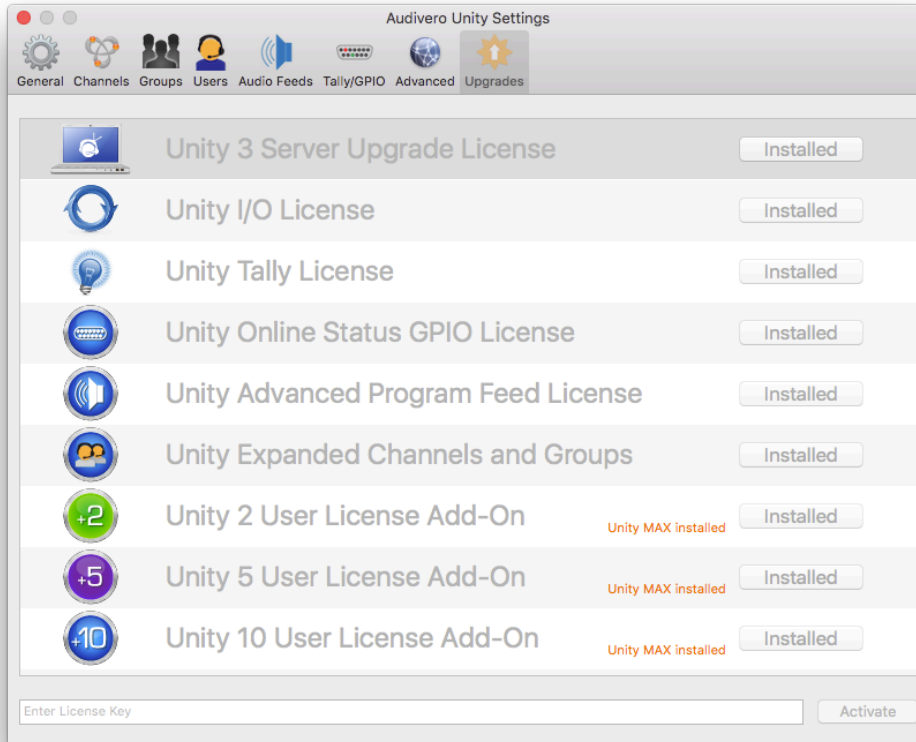 Audivero Unity Settings
General Channels Groups Users Audio Feeds Tally/GPIO Advanced Upgrades
Unity 3 Server Upgrade License Installed
Unity I/O License Installed
Unity Tally License Installed
Unity Online Status GPIO License Installed
Unity Advanced Program Feed License Installed
Unity Expanded Channels and Groups Installed
+2 Unity 2 User License Add-On Unity MAX installed Installed
+5 Unity 5 User License Add-On Unity MAX installed Installed
+10 Unity 10 User License Add-On Unity MAX installed Installed
Enter License Key Activate